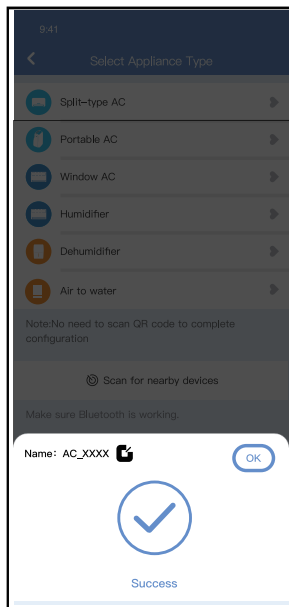 9:41
Select Appliance Type
Split-type AC
Portable AC
Window AC
Humidifier
Dehumidifier
Air to water
Note:No need to scan QR code to complete
configuration
Scan for nearby devices
Make sure Bluetooth is working.
Name: AC_XXXX
OK
Success